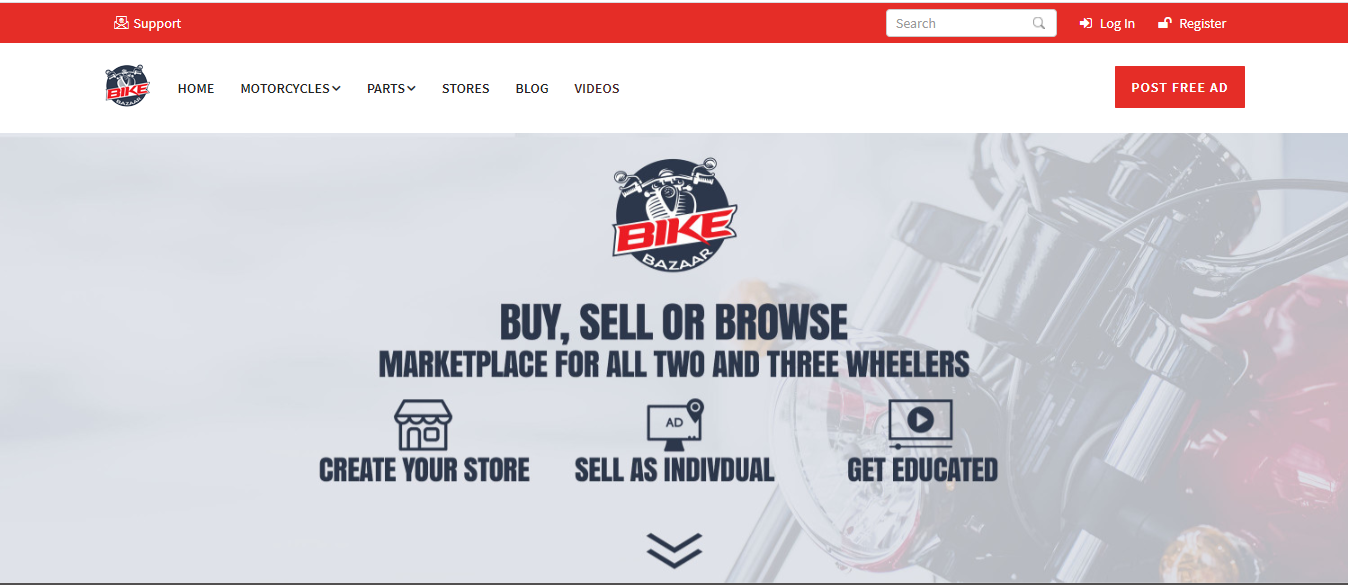 Support
Search
Log In
Register
BIKE
BAZAAR
HOME
MOTORCYCLES
PARTS
STORES
BLOG
VIDEOS
POST FREE AD
BIKE
BAZAAR
BUY, SELL OR BROWSE
MARKETPLACE FOR ALL TWO AND THREE WHEELERS
AD
CREATE YOUR STORE
SELL AS INDIVDUAL
GET EDUCATED